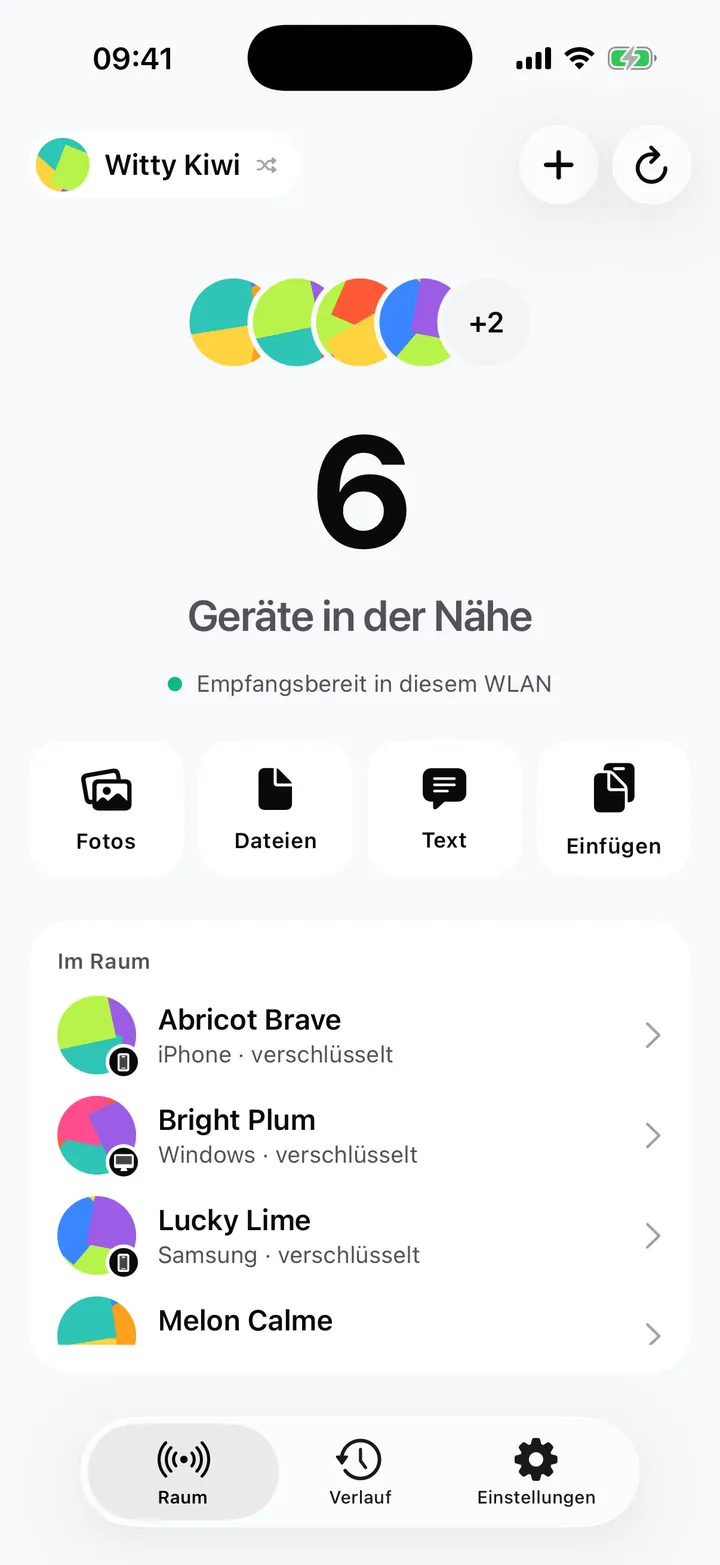 09:41
Witty Kiwi
+2
6
Geräte in der Nähe
Empfangsbereit in diesem WLAN
Fotos
Dateien
Text
Einfügen
Im Raum
Abricot Brave
iPhone · verschlüsselt
Bright Plum
Windows · verschlüsselt
Lucky Lime
Samsung · verschlüsselt
Melon Calme
Raum
Verlauf
Einstellungen